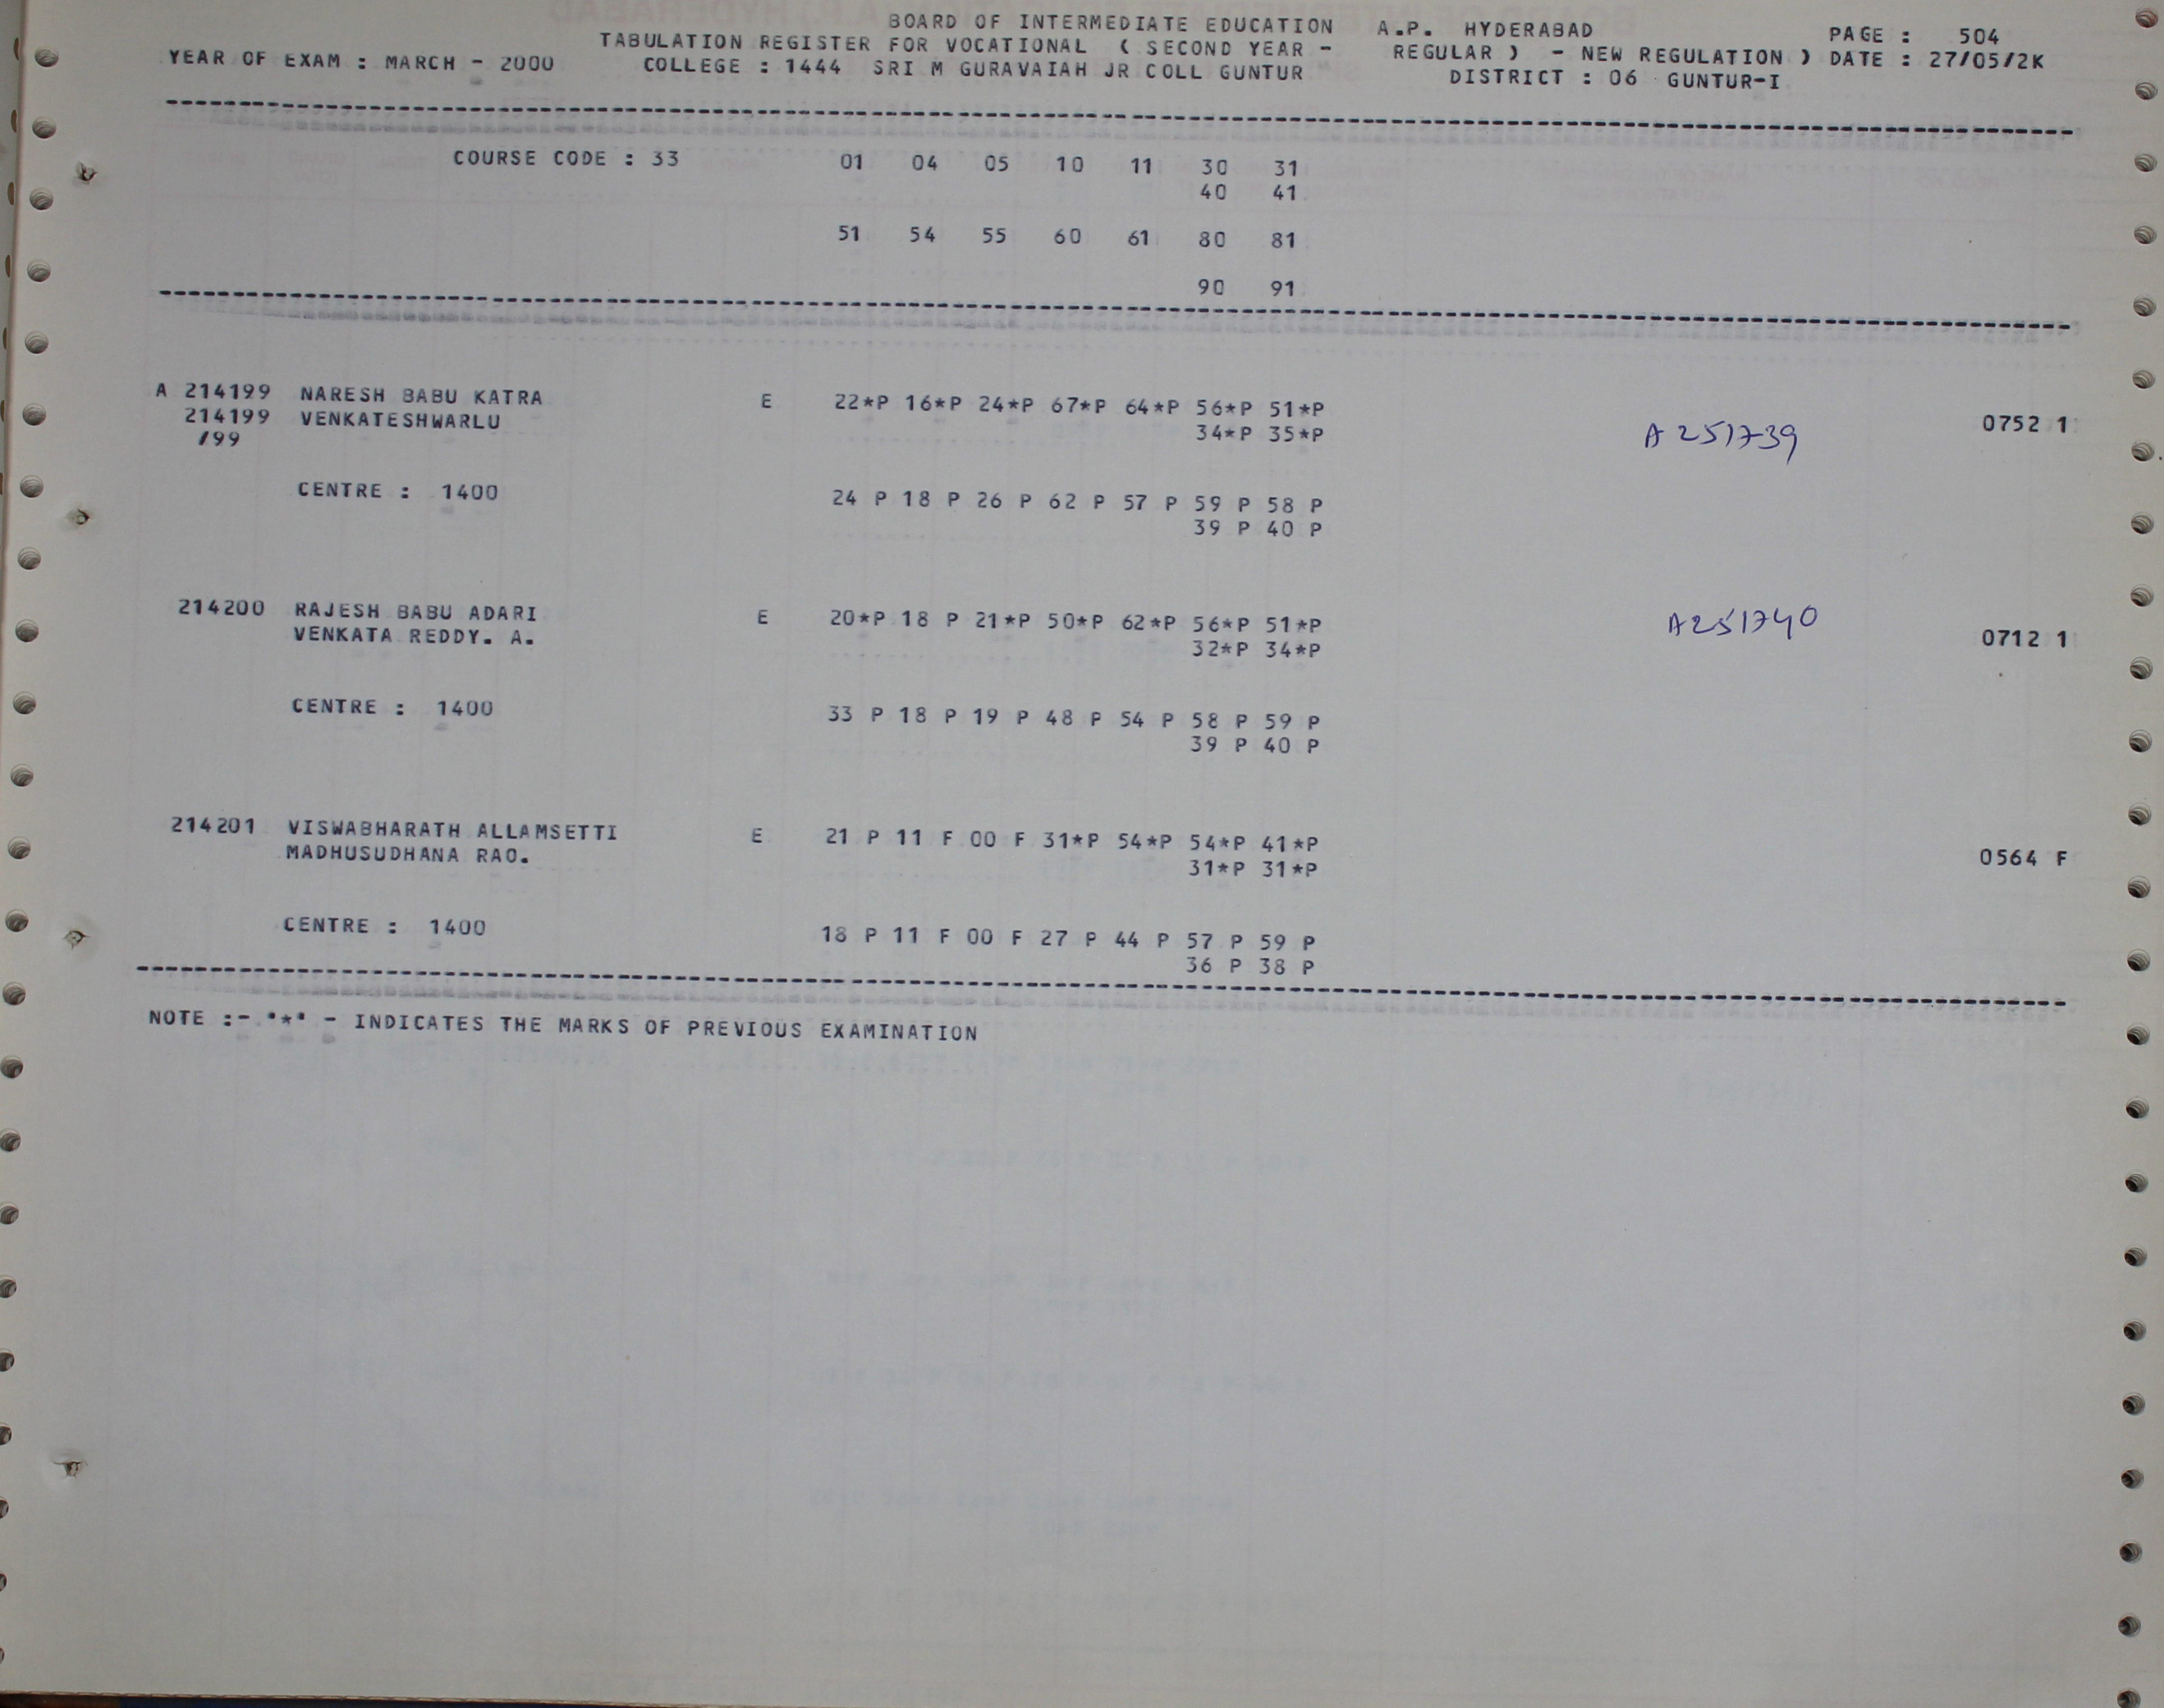 BOARD OF INTERMEDIATE EDUCATION A.P. HYDERABAD PAGE : 504
TABULATION REGISTER FOR VOCATIONAL ( SECOND YEAR - REGULAR ) - NEW REGULATION ) DATE : 27/05/2K
YEAR OF EXAM : MARCH - 2000 COLLEGE : 1444 SRI M GURAVAIAH JR COLL GUNTUR DISTRICT : 06 GUNTUR-I
COURSE CODE : 33 01 04 05 10 11 30 31
40 41
51 54 55 60 61 80 81
90 91
A 214199 NARESH BABU KATRA E 22*P 16*P 24*P 67*P 64*P 56*P 51*P
214199 VENKATESHWARLU 34*P 35*P A251739 0752 1
/99
CENTRE : 1400 24 P 18 P 26 P 62 P 57 P 59 P 58 P
39 P 40 P
214200 RAJESH BABU ADARI E 20*P 18 P 21*P 50*P 62*P 56*P 51*P A251740
VENKATA REDDY. A. 32*P 34*P 0712 1
CENTRE : 1400 33 P 18 P 19 P 48 P 54 P 58 P 59 P
39 P 40 P
214201 VISWABHARATH ALLAMSETTI E 21 P 11 F 00 F 31*P 54*P 54*P 41*P
MADHUSUDHANA RAO. 31*P 31*P 0564 F
CENTRE : 1400 18 P 11 F 00 F 27 P 44 P 57 P 59 P
36 P 38 P
NOTE :- '*' - INDICATES THE MARKS OF PREVIOUS EXAMINATION